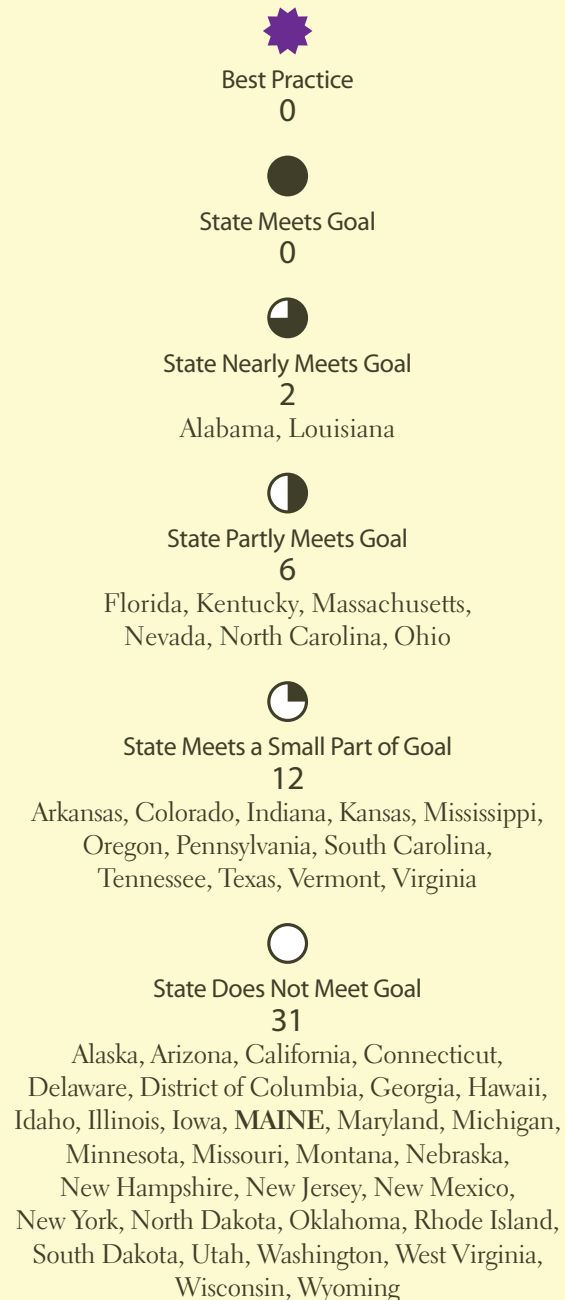 Best Practice
0
State Meets Goal
0
State Nearly Meets Goal
2
Alabama, Louisiana
State Partly Meets Goal
6
Florida, Kentucky, Massachusetts,
Nevada, North Carolina, Ohio
State Meets a Small Part of Goal
12
Arkansas, Colorado, Indiana, Kansas, Mississippi,
Oregon, Pennsylvania, South Carolina,
Tennessee, Texas, Vermont, Virginia
State Does Not Meet Goal
31
Alaska, Arizona, California, Connecticut,
Delaware, District of Columbia, Georgia, Hawaii,
Idaho, Illinois, Iowa, MAINE, Maryland, Michigan,
Minnesota, Missouri, Montana, Nebraska,
New Hampshire, New Jersey, New Mexico,
New York, North Dakota, Oklahoma, Rhode Island,
South Dakota, Utah, Washington, West Virginia,
Wisconsin, Wyoming